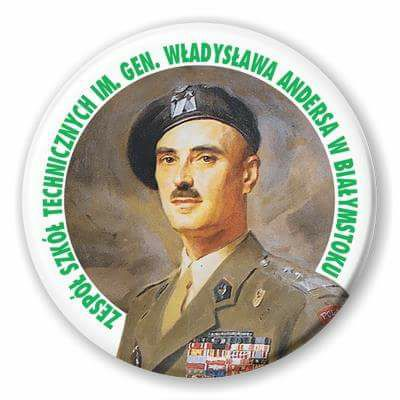 ZESPÓŁ SZKÓŁ TECHNICZNYCH IM. GEN. WŁADYSŁAWA ANDERSA W BIAŁYMSTOKU